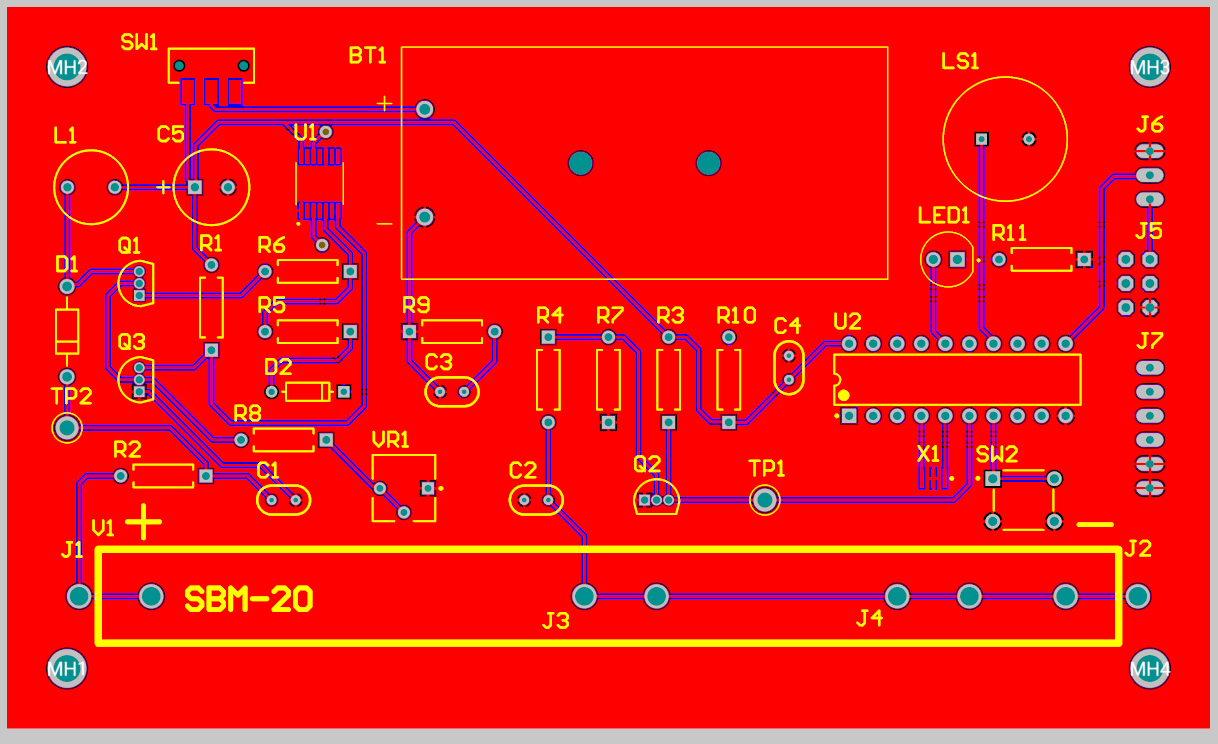 SW1
BT1
LS1
MH2
MH3
+
J6
L1
C5
U1
+
J5
LED1
R11
−
Q1
R1
R6
D1
R5
R9
R4
R7
R3
R10
C4
U2
J7
Q3
C3
D2
TP2
R8
VR1
R2
C1
C2
Q2
TP1
X1
SW2
V1
+
−
J1
J2
SBM-20
J3
J4
MH1
MH4